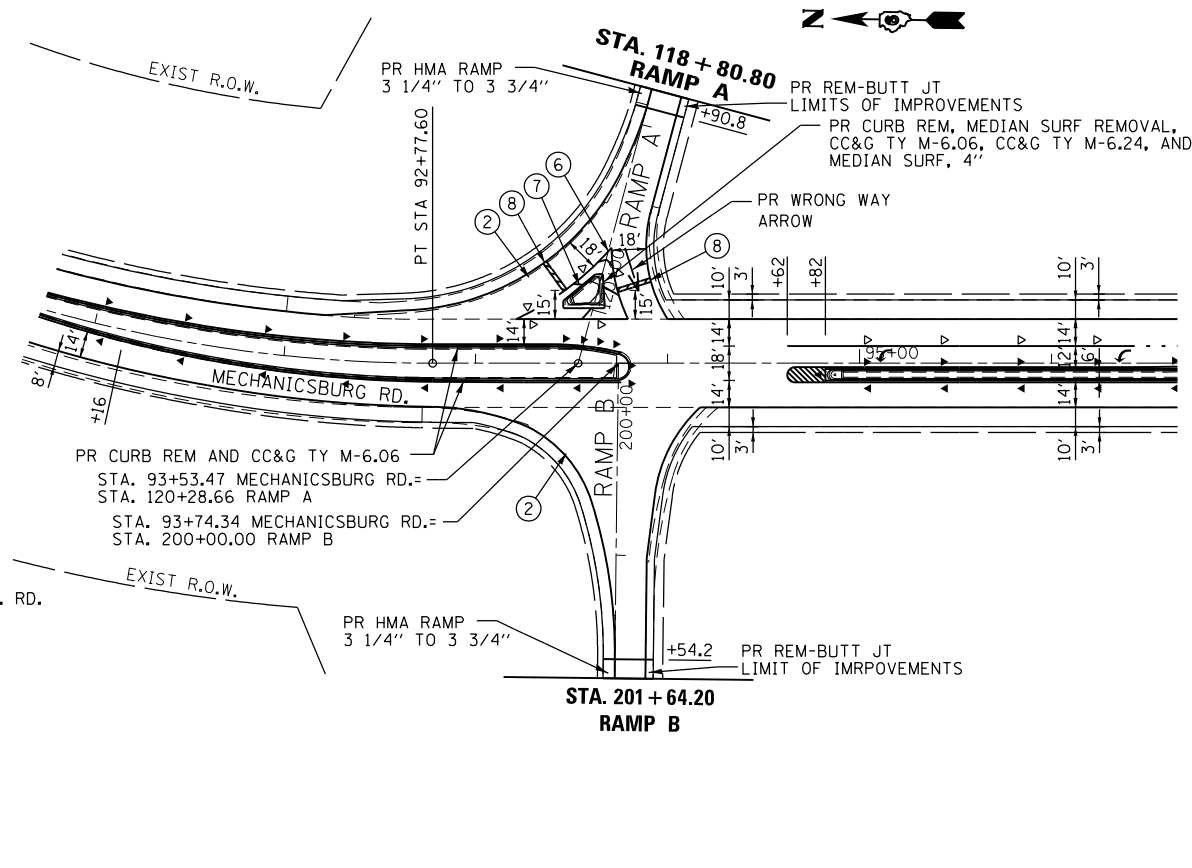 N
STA. 118 + 80.80
RAMP A
EXIST R.O.W.
PR HMA RAMP
3 1/4" TO 3 3/4"
PR REM-BUTT JT
LIMITS OF IMPROVEMENTS
+90.8
PR CURB REM, MEDIAN SURF REMOVAL,
CC&G TY M-6.06, CC&G TY M-6.24, AND
MEDIAN SURF, 4"
PT STA 92+77.60
RAMP A
6
7
8
2
PR WRONG WAY
ARROW
18'
18'
8
15'
15'
14'
10'
3'
+62
+82
10'
3'
14'
18'
14'
95+00
14'
12'
6'
14'
14'
8'
+16
MECHANICSBURG RD.
RAMP B
200+00
10'
3'
10'
3'
PR CURB REM AND CC&G TY M-6.06
STA. 93+53.47 MECHANICSBURG RD.=
STA. 120+28.66 RAMP A
2
STA. 93+74.34 MECHANICSBURG RD.=
STA. 200+00.00 RAMP B
EXIST R.O.W.
. RD.
PR HMA RAMP
3 1/4" TO 3 3/4"
+54.2
PR REM-BUTT JT
LIMIT OF IMRPOVEMENTS
STA. 201 + 64.20
RAMP B